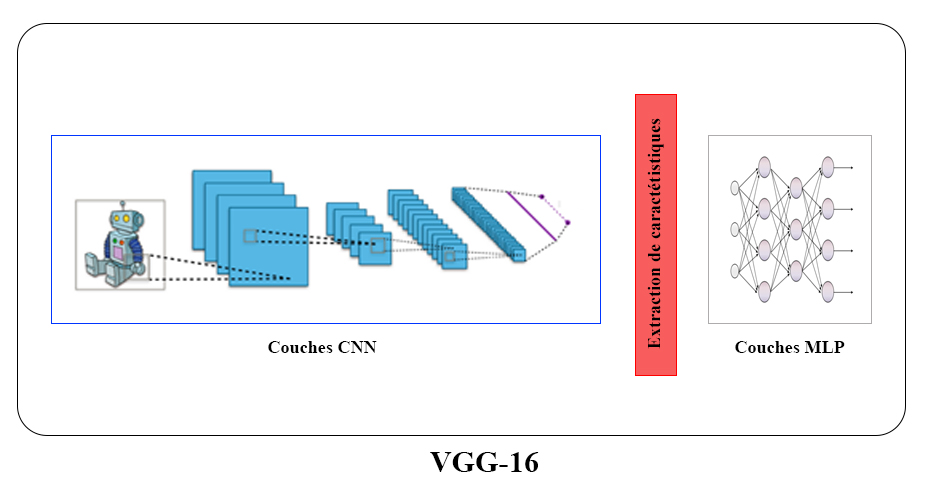 Extraction de caractétistiques
Couches CNN
Couches MLP
VGG-16